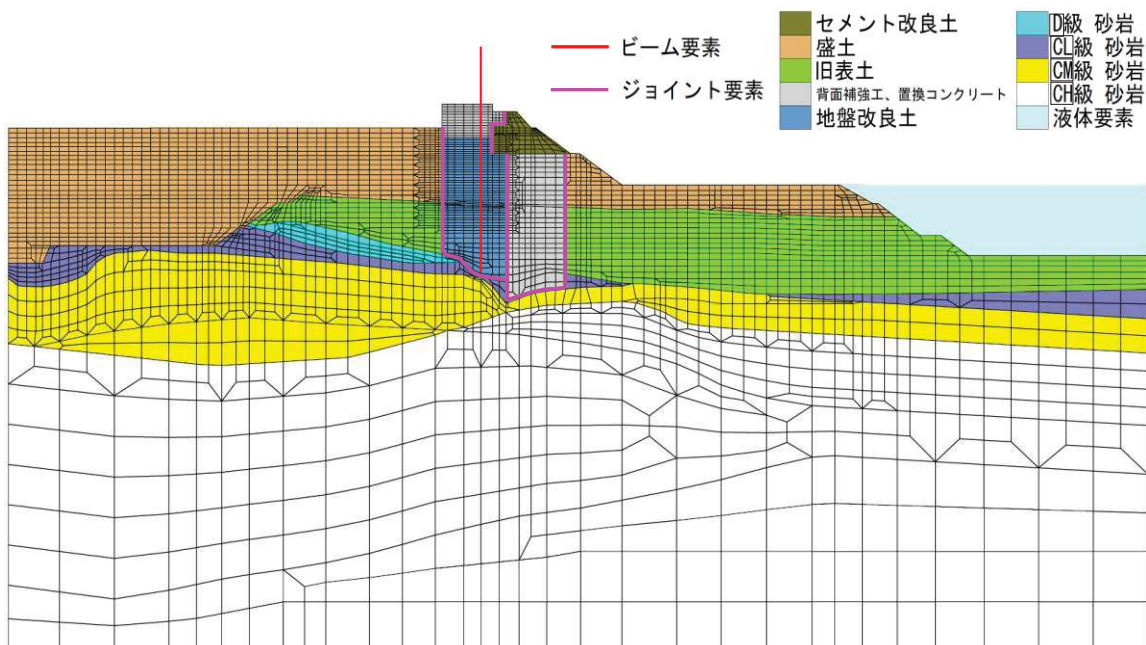 ビーム要素
ジョイント要素
セメント改良土
盛土
旧表土
背面補強工、置換コンクリート
地盤改良土
D級 砂岩
CL級 砂岩
CM級 砂岩
CH級 砂岩
液体要素